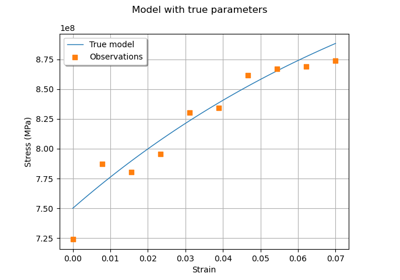 Model with true parameters
1e8
True model
Observations
8.75
8.50
8.25
8.00
7.75
7.50
7.25
Stress (MPa)
0.00 0.01 0.02 0.03 0.04 0.05 0.06 0.07
Strain